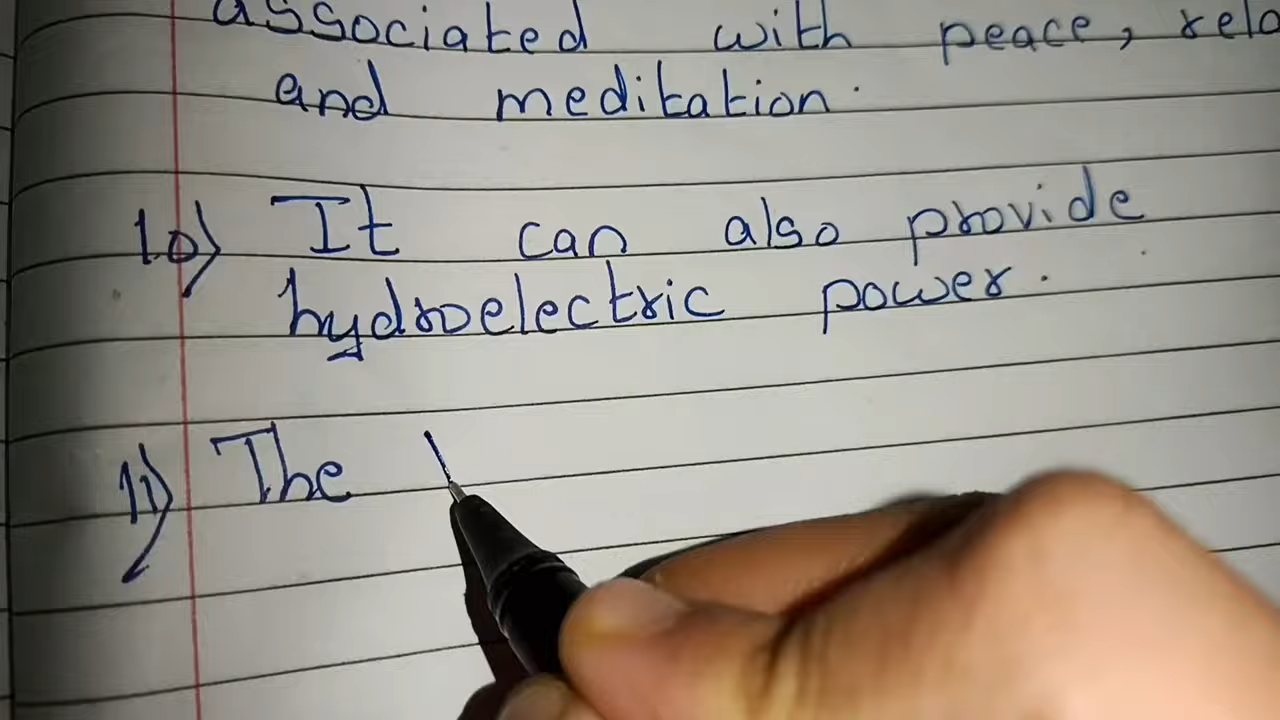 associated with peace, rela
and meditation.
10) It can also provide
hydroelectric power.
11) The